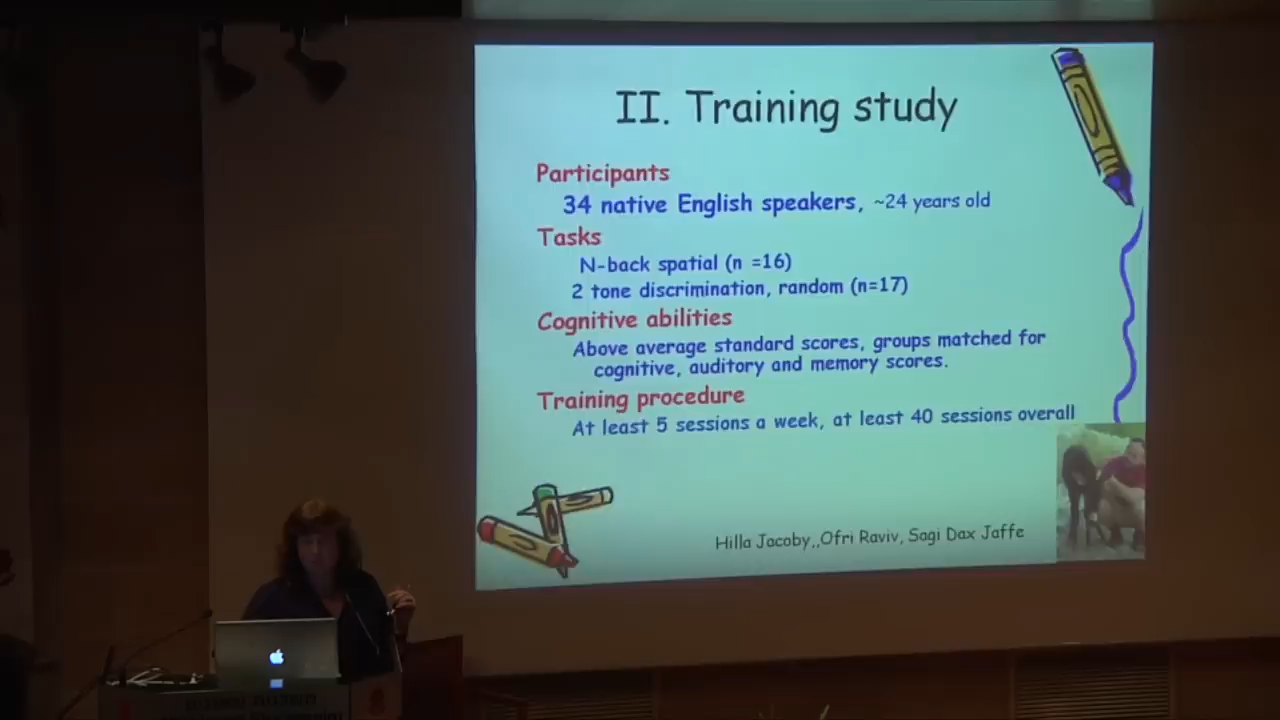 II. Training study
Participants
34 native English speakers, ~24 years old
Tasks
N-back spatial (n =16)
2 tone discrimination, random (n=17)
Cognitive abilities
Above average standard scores, groups matched for
cognitive, auditory and memory scores.
Training procedure
At least 5 sessions a week, at least 40 sessions overall
Hilla Jacoby,,Ofri Raviv, Sagi Dax Jaffe